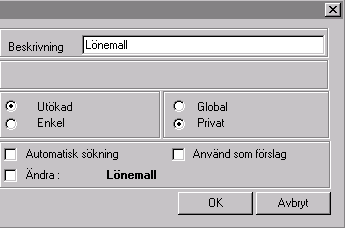 Beskrivning Lönemall
Utökad Global
Enkel Privat
Automatisk sökning Använd som förslag
Ändra : Lönemall
OK Avbryt